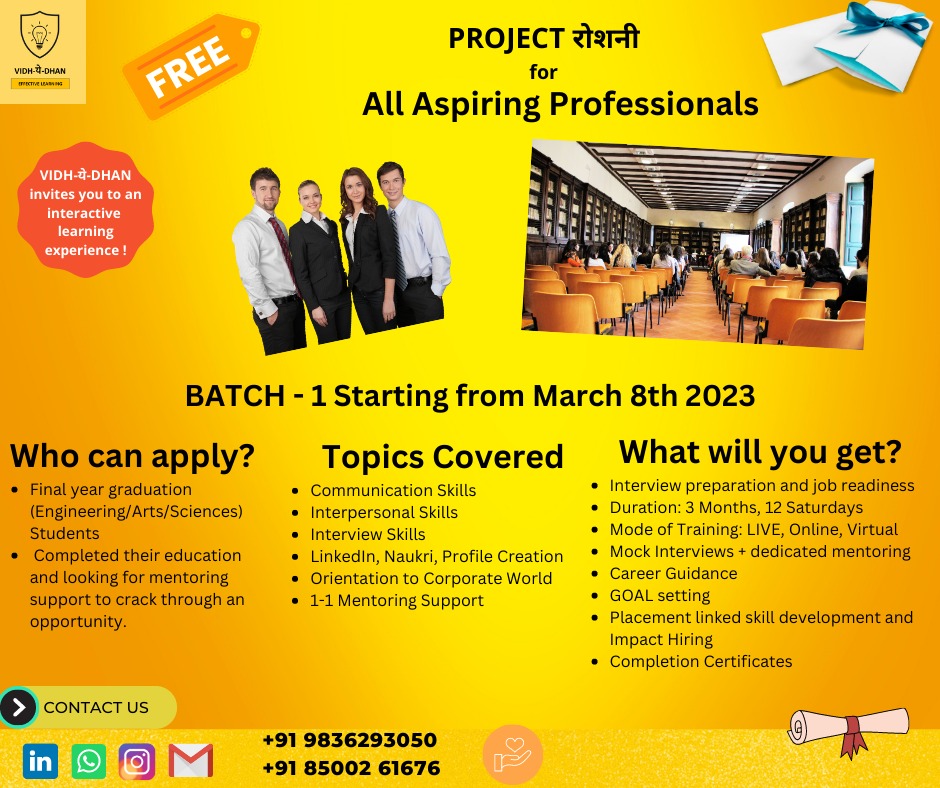 VIDH-ये-DHAN
EFFECTIVE LEARNING
FREE
PROJECT रोशनी
for
All Aspiring Professionals
VIDH-ये-DHAN
invites you to an
interactive
learning
experience !
BATCH - 1 Starting from March 8th 2023
Who can apply?
Final year graduation
(Engineering/Arts/Sciences)
Students
Completed their education
and looking for mentoring
support to crack through an
opportunity.
Topics Covered
Communication Skills
Interpersonal Skills
Interview Skills
LinkedIn, Naukri, Profile Creation
Orientation to Corporate World
1-1 Mentoring Support
What will you get?
Interview preparation and job readiness
Duration: 3 Months, 12 Saturdays
Mode of Training: LIVE, Online, Virtual
Mock Interviews + dedicated mentoring
Career Guidance
GOAL setting
Placement linked skill development and
Impact Hiring
Completion Certificates
CONTACT US
in
+91 9836293050
+91 85002 61676